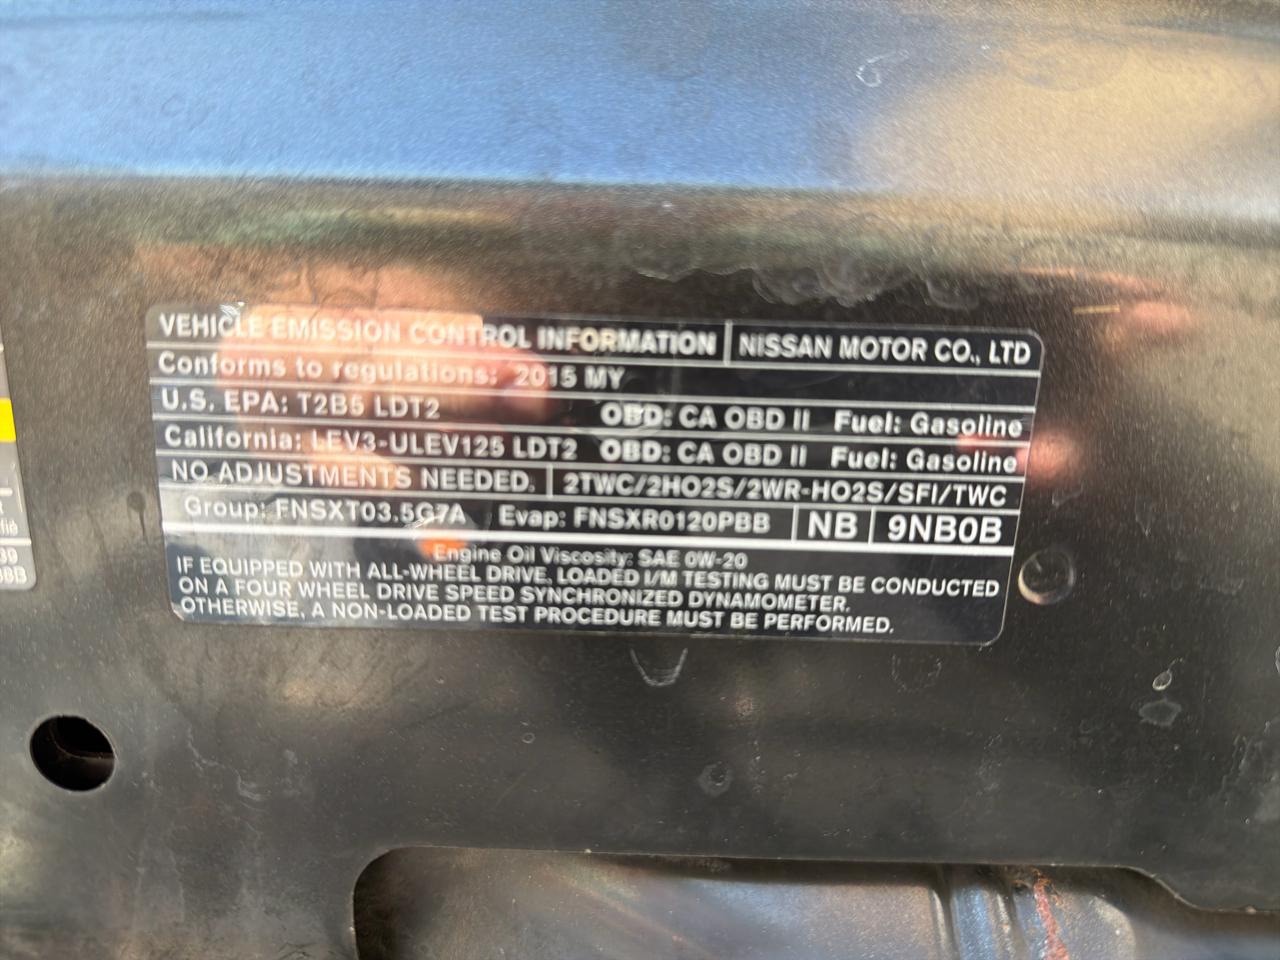 VEHICLE EMISSION CONTROL INFORMATION NISSAN MOTOR CO., LTD
Conforms to regulations: 2015 MY
U.S. EPA: T2B5 LDT2 OBD: CA OBD II Fuel: Gasoline
California: LEV3-ULEV125 LDT2 OBD: CA OBD II Fuel: Gasoline
NO ADJUSTMENTS NEEDED. 2TWC/2HO2S/2WR-HO2S/SFI/TWC
Group: FNSXT03.5G7A Evap: FNSXR0120PBB NB 9NB0B
Engine Oil Viscosity: SAE 0W-20
IF EQUIPPED WITH ALL-WHEEL DRIVE, LOADED I/M TESTING MUST BE CONDUCTED
ON A FOUR WHEEL DRIVE SPEED SYNCHRONIZED DYNAMOMETER.
OTHERWISE, A NON-LOADED TEST PROCEDURE MUST BE PERFORMED.